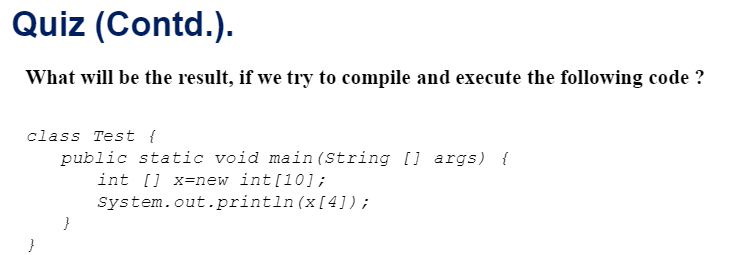 Quiz (Contd.).
What will be the result, if we try to compile and execute the following code ?
class Test {
public static void main(String [] args) {
int [] x=new int[10];
System.out.println(x[4]);
}
}